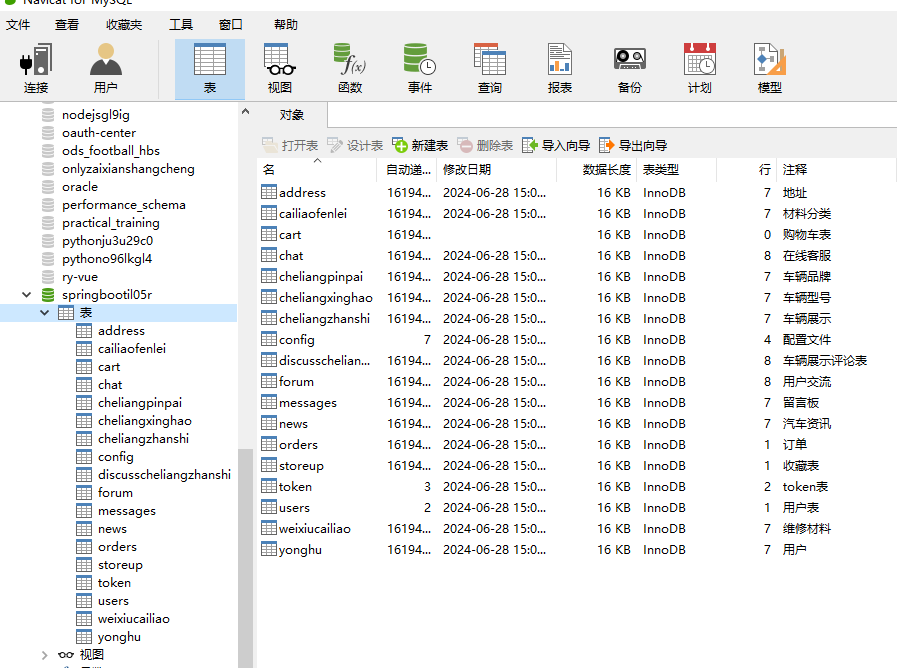 Navicat for MySQL
文件 查看 收藏夹 工具 窗口 帮助
连接 用户 表 视图 函数 事件 查询 报表 备份 计划 模型
nodejsgl9ig
oauth-center
ods_football_hbs
onlyzaixianshangcheng
oracle
performance_schema
practical_training
pythonju3u29c0
pythono96lkgl4
ry-vue
springbootil05r
表
address
cailiaofenlei
cart
chat
cheliangpinpai
cheliangxinghao
cheliangzhanshi
config
discusscheliangzhanshi
forum
messages
news
orders
storeup
token
users
weixiucailiao
yonghu
视图
对象
打开表 设计表 新建表 删除表 导入向导 导出向导
名 自动递... 修改日期 数据长度 表类型 行 注释
address 16194... 2024-06-28 15:0... 16 KB InnoDB 7 地址
cailiaofenlei 16194... 2024-06-28 15:0... 16 KB InnoDB 7 材料分类
cart 16194... 16 KB InnoDB 0 购物车表
chat 16194... 2024-06-28 15:0... 16 KB InnoDB 8 在线客服
cheliangpinpai 16194... 2024-06-28 15:0... 16 KB InnoDB 7 车辆品牌
cheliangxinghao 16194... 2024-06-28 15:0... 16 KB InnoDB 7 车辆型号
cheliangzhanshi 16194... 2024-06-28 15:0... 16 KB InnoDB 7 车辆展示
config 7 2024-06-28 15:0... 16 KB InnoDB 4 配置文件
discusschelian... 16194... 2024-06-28 15:0... 16 KB InnoDB 8 车辆展示评论表
forum 16194... 2024-06-28 15:0... 16 KB InnoDB 8 用户交流
messages 16194... 2024-06-28 15:0... 16 KB InnoDB 7 留言板
news 16194... 2024-06-28 15:0... 16 KB InnoDB 7 汽车资讯
orders 16194... 2024-06-28 15:0... 16 KB InnoDB 1 订单
storeup 16194... 2024-06-28 15:0... 16 KB InnoDB 1 收藏表
token 3 2024-06-28 15:0... 16 KB InnoDB 2 token表
users 2 2024-06-28 15:0... 16 KB InnoDB 1 用户表
weixiucailiao 16194... 2024-06-28 15:0... 16 KB InnoDB 7 维修材料
yonghu 16194... 2024-06-28 15:0... 16 KB InnoDB 7 用户